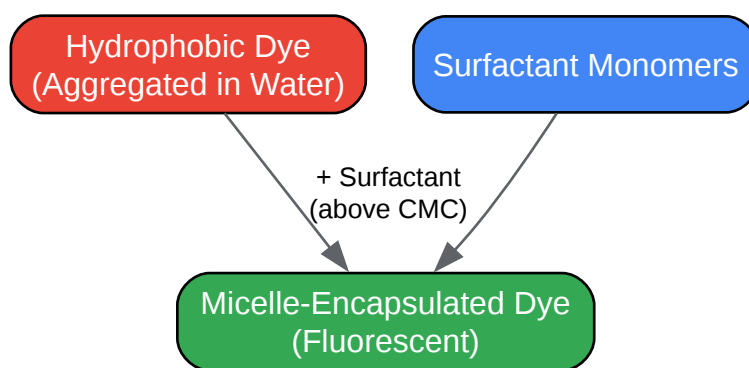 Hydrophobic Dye
(Aggregated in Water)
Surfactant Monomers
+ Surfactant
(above CMC)
Micelle-Encapsulated Dye
(Fluorescent)